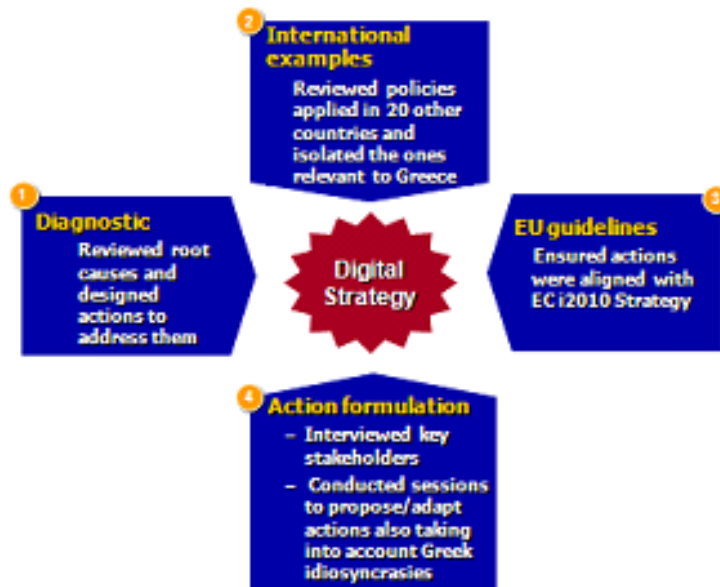 2
International
examples
Reviewed policies
applied in 20 other
countries and
isolated the ones
relevant to Greece
1
Diagnostic
Reviewed root
causes and
designed
actions to
address them
Digital
Strategy
3
EU guidelines
Ensured actions
were aligned with
EC i2010 Strategy
4
Action formulation
– Interviewed key
stakeholders
– Conducted sessions
to propose/adapt
actions also taking
into account Greek
idiosyncrasies